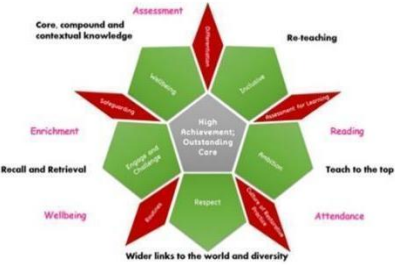 Assessment
Core, compound and
contextual knowledge
Differentiation
Re-teaching
Wellbeing
Inclusive
Safeguarding
Assessment for Learning
High
Achievement;
Outstanding
Care
Enrichment
Reading
Engage and
Challenge
Ambition
Recall and Retrieval
Teach to the top
Routines
Respect
Culture of Restorative
Practice
Wellbeing
Attendance
Wider links to the world and diversity